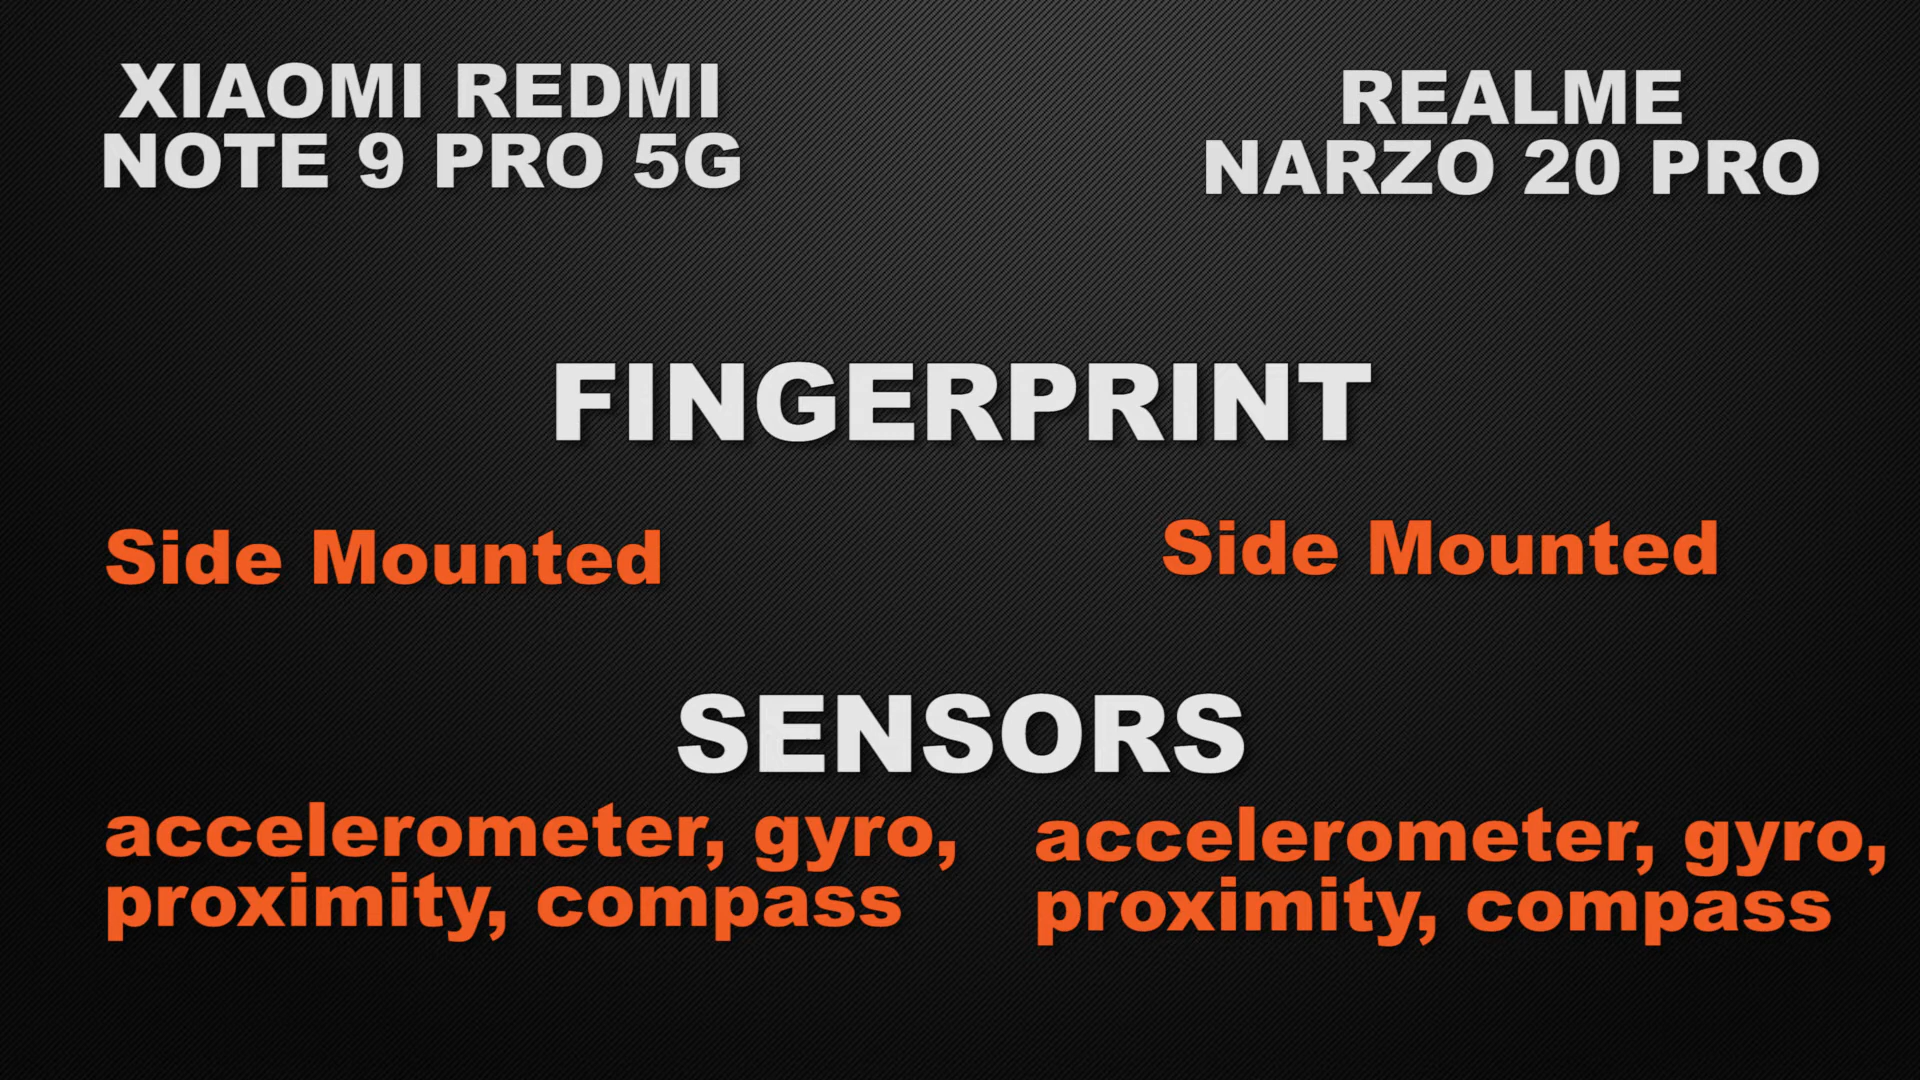 XIAOMI REDMI
NOTE 9 PRO 5G
REALME
NARZO 20 PRO
FINGERPRINT
Side Mounted
Side Mounted
SENSORS
accelerometer, gyro,
proximity, compass
accelerometer, gyro,
proximity, compass